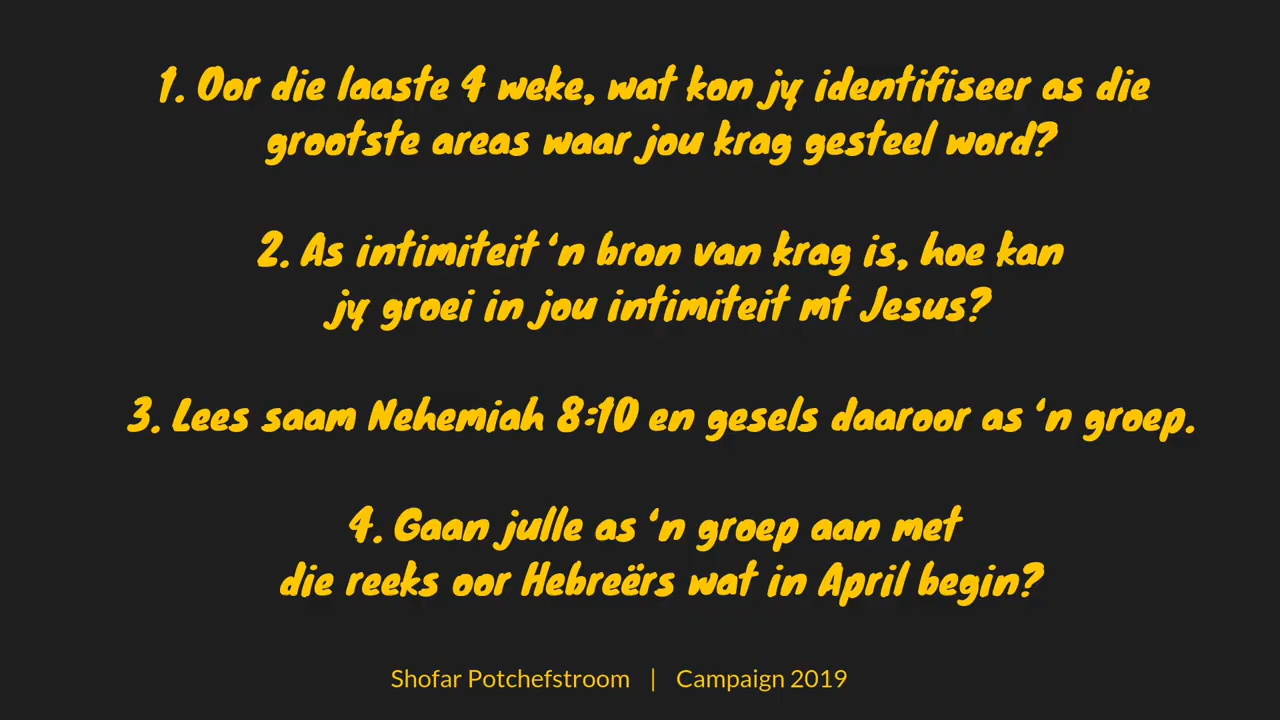 1. Oor die laaste 4 weke, wat kon jy identifiseer as die
grootste areas waar jou krag gesteel word?
2. As intimiteit ‘n bron van krag is, hoe kan
jy groei in jou intimiteit mt Jesus?
3. Lees saam Nehemiah 8:10 en gesels daaroor as ‘n groep.
4. Gaan julle as ‘n groep aan met
die reeks oor Hebreërs wat in April begin?
Shofar Potchefstroom | Campaign 2019